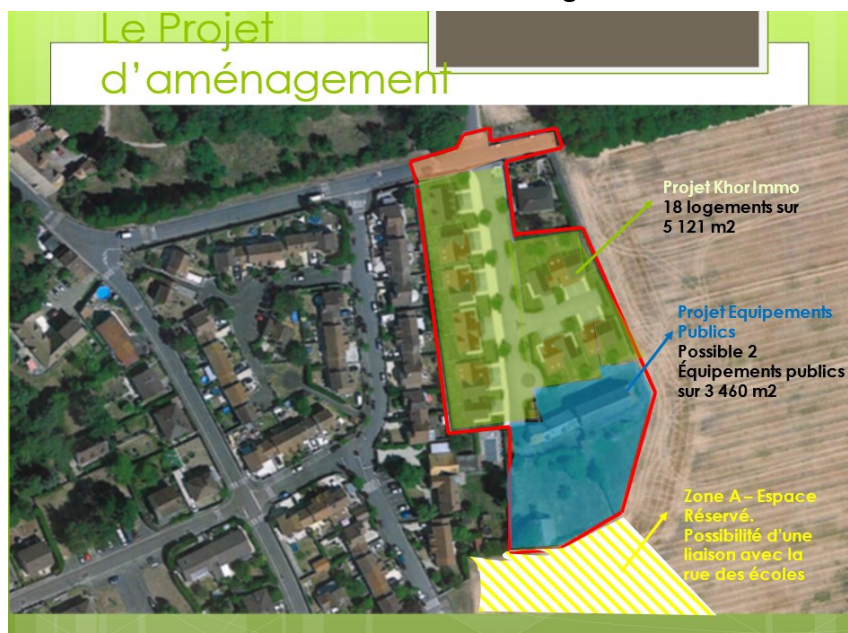 Le Projet
d'aménagement
Projet Khor Immo
18 logements sur
5 121 m2
Projet Equipements
Publics
Possible 2
Équipements publics
sur 3 460 m2
Zone A – Espace
Réservé.
Possibilité d'une
liaison avec la
rue des écoles